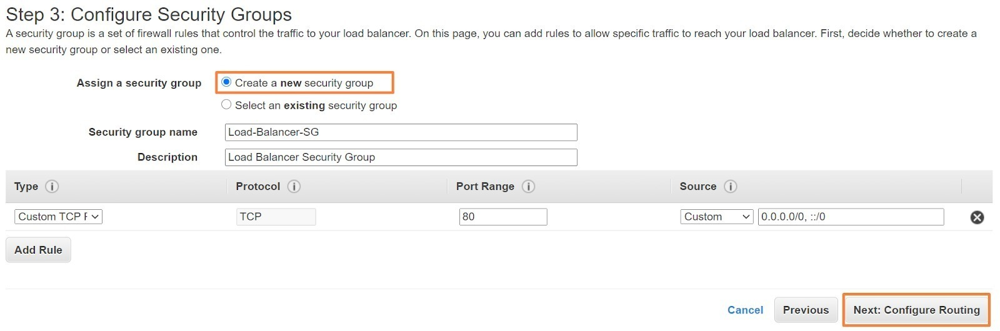 Step 3: Configure Security Groups
A security group is a set of firewall rules that control the traffic to your load balancer. On this page, you can add rules to allow specific traffic to reach your load balancer. First, decide whether to create a
new security group or select an existing one.
Assign a security group Create a new security group
Select an existing security group
Security group name Load-Balancer-SG
Description Load Balancer Security Group
Type i Protocol i Port Range i Source i
Custom TCP F TCP 80 Custom 0.0.0.0/0, ::/0
Add Rule
Cancel Previous Next: Configure Routing